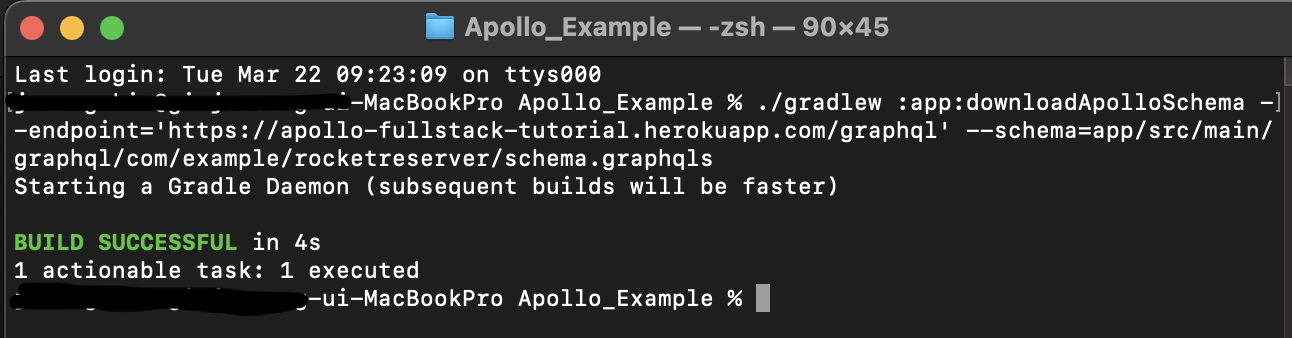 Apollo_Example — -zsh — 90×45
Last login: Tue Mar 22 09:23:09 on ttys000
-MacBookPro Apollo_Example % ./gradlew :app:downloadApolloSchema -
-endpoint='https://apollo-fullstack-tutorial.herokuapp.com/graphql' --schema=app/src/main/
graphql/com/example/rocketreserver/schema.graphqls
Starting a Gradle Daemon (subsequent builds will be faster)
BUILD SUCCESSFUL in 4s
1 actionable task: 1 executed
-ui-MacBookPro Apollo_Example %